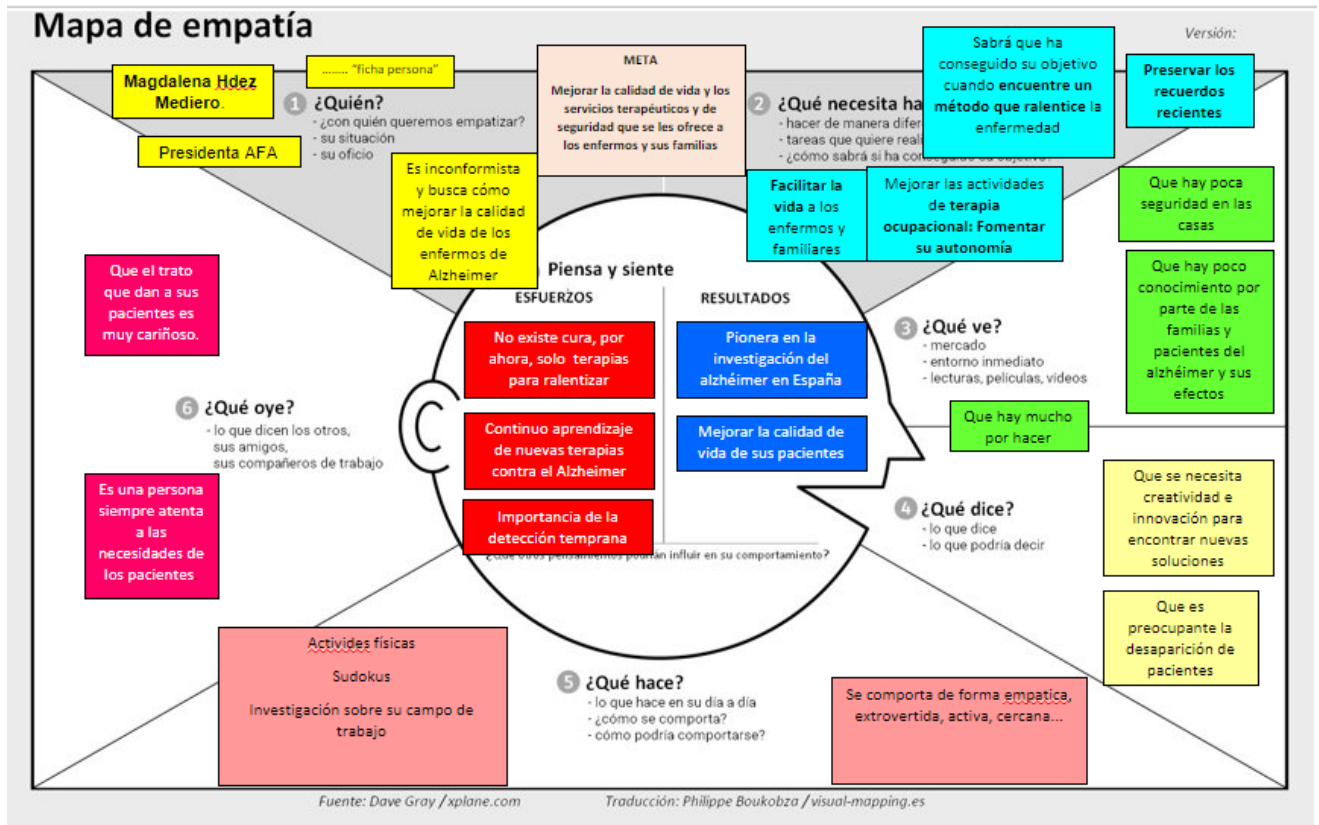 Mapa de empatía
Versión:
Magdalena Hdez
Mediero.
........ "ficha persona"
Presidenta AFA
1 ¿Quién?
- ¿con quién queremos empatizar?
- su situación
- su oficio
Es inconformista
y busca cómo
mejorar la calidad
de vida de los
enfermos de
Alzheimer
META
Mejorar la calidad de vida y los
servicios terapéuticos y de
seguridad que se les ofrece a
los enfermos y sus familias
2 ¿Qué necesita ha
- hacer de manera difer
- tareas que quiere reali
- ¿cómo sabrá si ha conseguido su objetivo?
Sabrá que ha
conseguido su objetivo
cuando encuentre un
método que ralentice la
enfermedad
Preservar los
recuerdos
recientes
Facilitar la
vida a los
enfermos y
familiares
Mejorar las actividades
de terapia
ocupacional: Fomentar
su autonomía
Piensa y siente
ESFUERZOS
No existe cura, por
ahora, solo terapias
para ralentizar
Continuo aprendizaje
de nuevas terapias
contra el Alzheimer
Importancia de la
detección temprana
RESULTADOS
Pionera en la
investigación del
alzhéimer en España
Mejorar la calidad de
vida de sus pacientes
¿Qué otros pensamientos podrían influir en su comportamiento?
3 ¿Qué ve?
- mercado
- entorno inmediato
- lecturas, películas, vídeos
Que hay poca
seguridad en las
casas
Que hay poco
conocimiento por
parte de las
familias y
pacientes del
alzhéimer y sus
efectos
Que hay mucho
por hacer
4 ¿Qué dice?
- lo que dice
- lo que podría decir
Que se necesita
creatividad e
innovación para
encontrar nuevas
soluciones
Que es
preocupante la
desaparición de
pacientes
5 ¿Qué hace?
- lo que hace en su día a día
- ¿cómo se comporta?
- cómo podría comportarse?
Activides físicas
Sudokus
Investigación sobre su campo de
trabajo
Se comporta de forma empatica,
extrovertida, activa, cercana...
6 ¿Qué oye?
- lo que dicen los otros,
sus amigos,
sus compañeros de trabajo
Que el trato
que dan a sus
pacientes es
muy cariñoso.
Es una persona
siempre atenta
a las
necesidades de
los pacientes
Fuente: Dave Gray / xplane.com
Traducción: Philippe Boukobza / visual-mapping.es